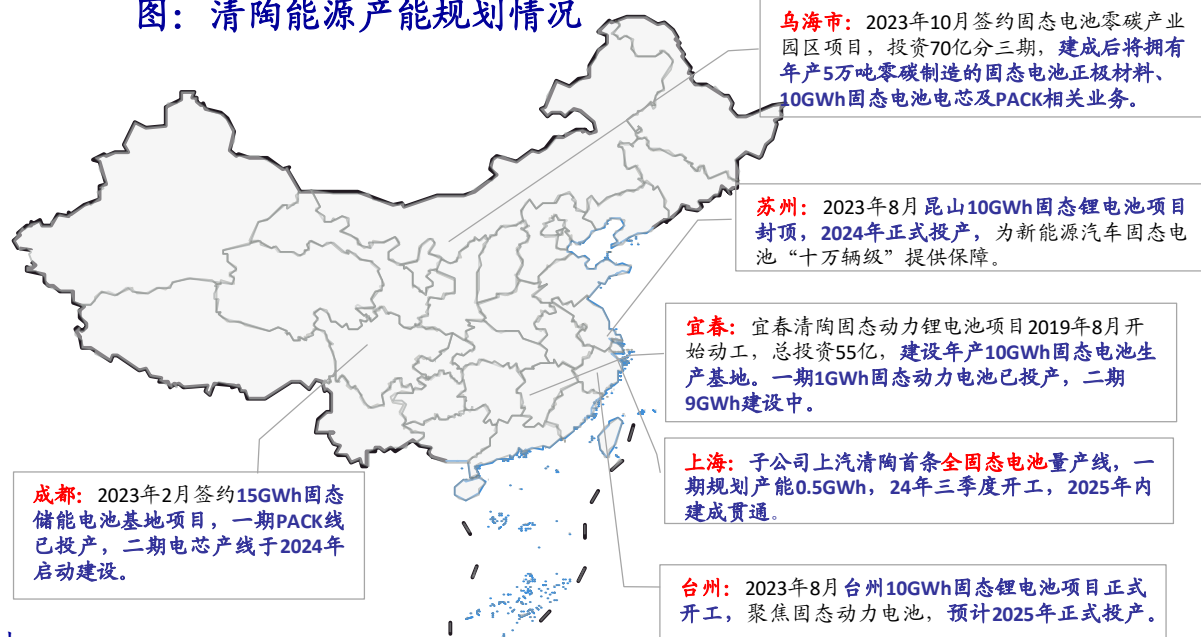 图：清陶能源产能规划情况
乌海市：2023年10月签约固态电池零碳产业
园区项目，投资70亿分三期，建成后将拥有
年产5万吨零碳制造的固态电池正极材料、
10GWh固态电池电芯及PACK相关业务。
苏州：2023年8月昆山10GWh固态锂电池项目
封顶，2024年正式投产，为新能源汽车固态电
池“十万辆级”提供保障。
宜春：宜春清陶固态动力锂电池项目2019年8月开
始动工，总投资55亿，建设年产10GWh固态电池生
产基地。一期1GWh固态动力电池已投产，二期
9GWh建设中。
上海：子公司上汽清陶首条全固态电池量产线，一
期规划产能0.5GWh，24年三季度开工，2025年内
建成贯通。
成都：2023年2月签约15GWh固态
储能电池基地项目，一期PACK线
已投产，二期电芯产线于2024年
启动建设。
台州：2023年8月台州10GWh固态锂电池项目正式
开工，聚焦固态动力电池，预计2025年正式投产。